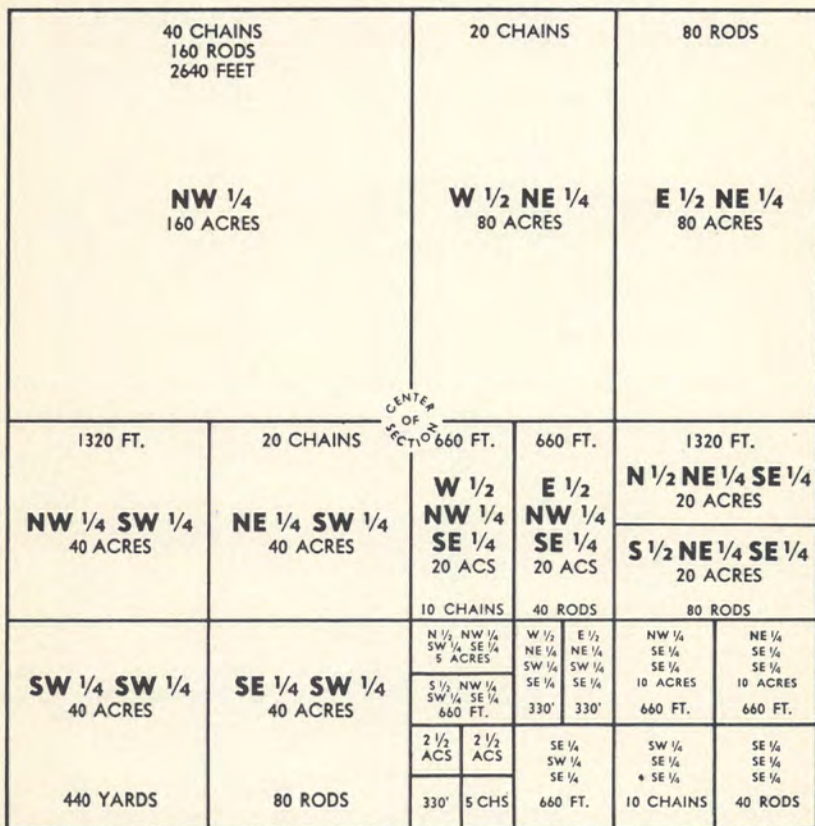 40 CHAINS
160 RODS
2640 FEET
NW ¼
160 ACRES
20 CHAINS
W ½ NE ¼
80 ACRES
80 RODS
E ½ NE ¼
80 ACRES
CENTER
OF
SECTION
1320 FT.
NW ¼ SW ¼
40 ACRES
20 CHAINS
NE ¼ SW ¼
40 ACRES
660 FT.
W ½
NW ¼
SE ¼
20 ACS
10 CHAINS
660 FT.
E ½
NW ¼
SE ¼
20 ACS
40 RODS
1320 FT.
N ½ NE ¼ SE ¼
20 ACRES
S ½ NE ¼ SE ¼
20 ACRES
80 RODS
SW ¼ SW ¼
40 ACRES
440 YARDS
SE ¼ SW ¼
40 ACRES
80 RODS
N ½ NW ¼
SW ¼ SE ¼
5 ACRES
S ½ NW ¼
SW ¼ SE ¼
660 FT.
W ½
NE ¼
SW ¼
SE ¼
330'
E ½
NE ¼
SW ¼
SE ¼
330'
NW ¼
SE ¼
SE ¼
10 ACRES
660 FT.
NE ¼
SE ¼
SE ¼
10 ACRES
660 FT.
2 ½
ACS
2 ½
ACS
330'
5 CHS
SE ¼
SW ¼
SE ¼
660 FT.
SW ¼
SE ¼
SE ¼
10 CHAINS
SE ¼
SE ¼
SE ¼
40 RODS